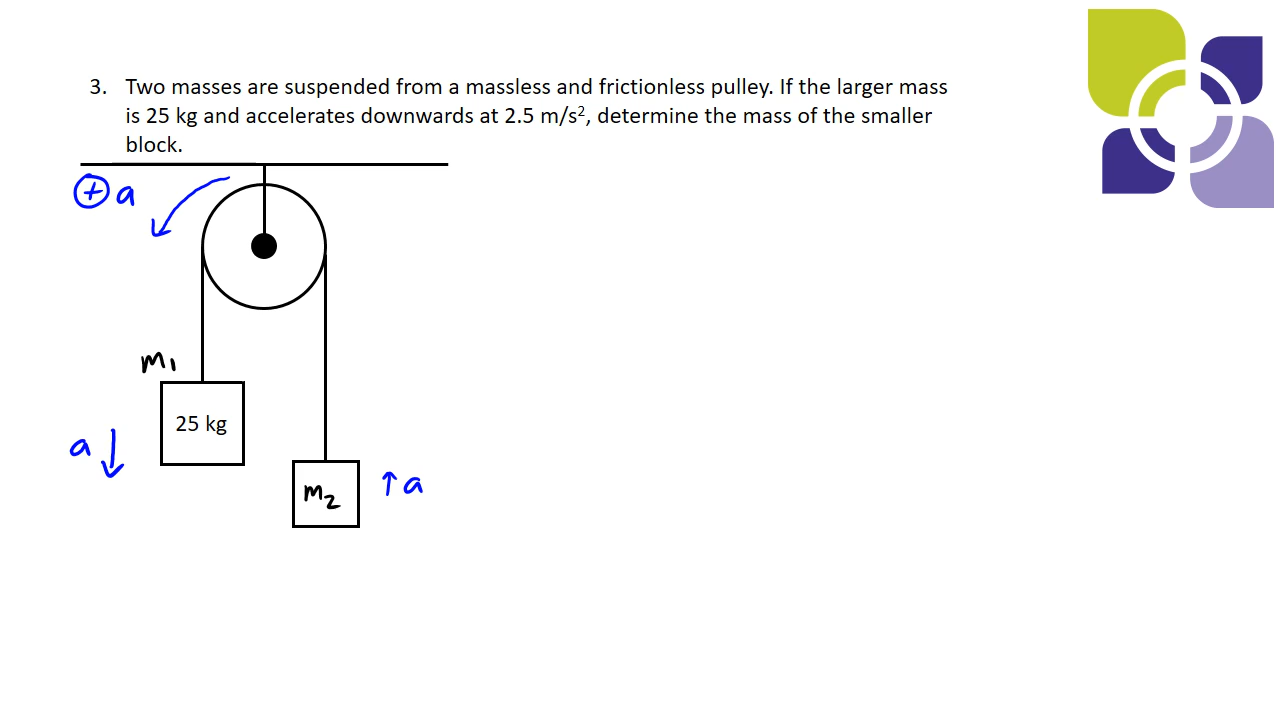 3. Two masses are suspended from a massless and frictionless pulley. If the larger mass
is 25 kg and accelerates downwards at 2.5 m/s², determine the mass of the smaller
block.
⊕ a
m₁
25 kg
a ↓
m₂
↑ a